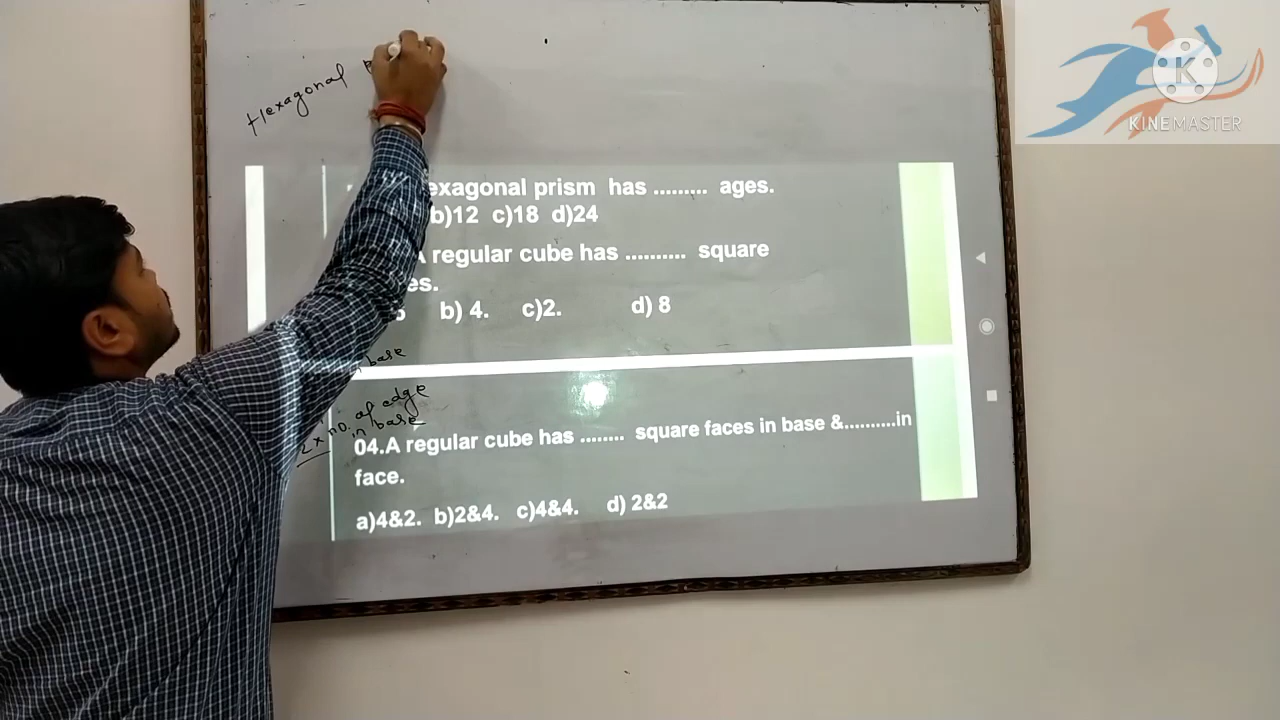 Hexagonal
exagonal prism has ......... ages.
b)12 c)18 d)24
A regular cube has .......... square
es.
b) 4. c)2. d) 8
base
2 x no. of edge
in base
04.A regular cube has ........ square faces in base &..........in
face.
a)4&2. b)2&4. c)4&4. d) 2&2
KINEMASTER